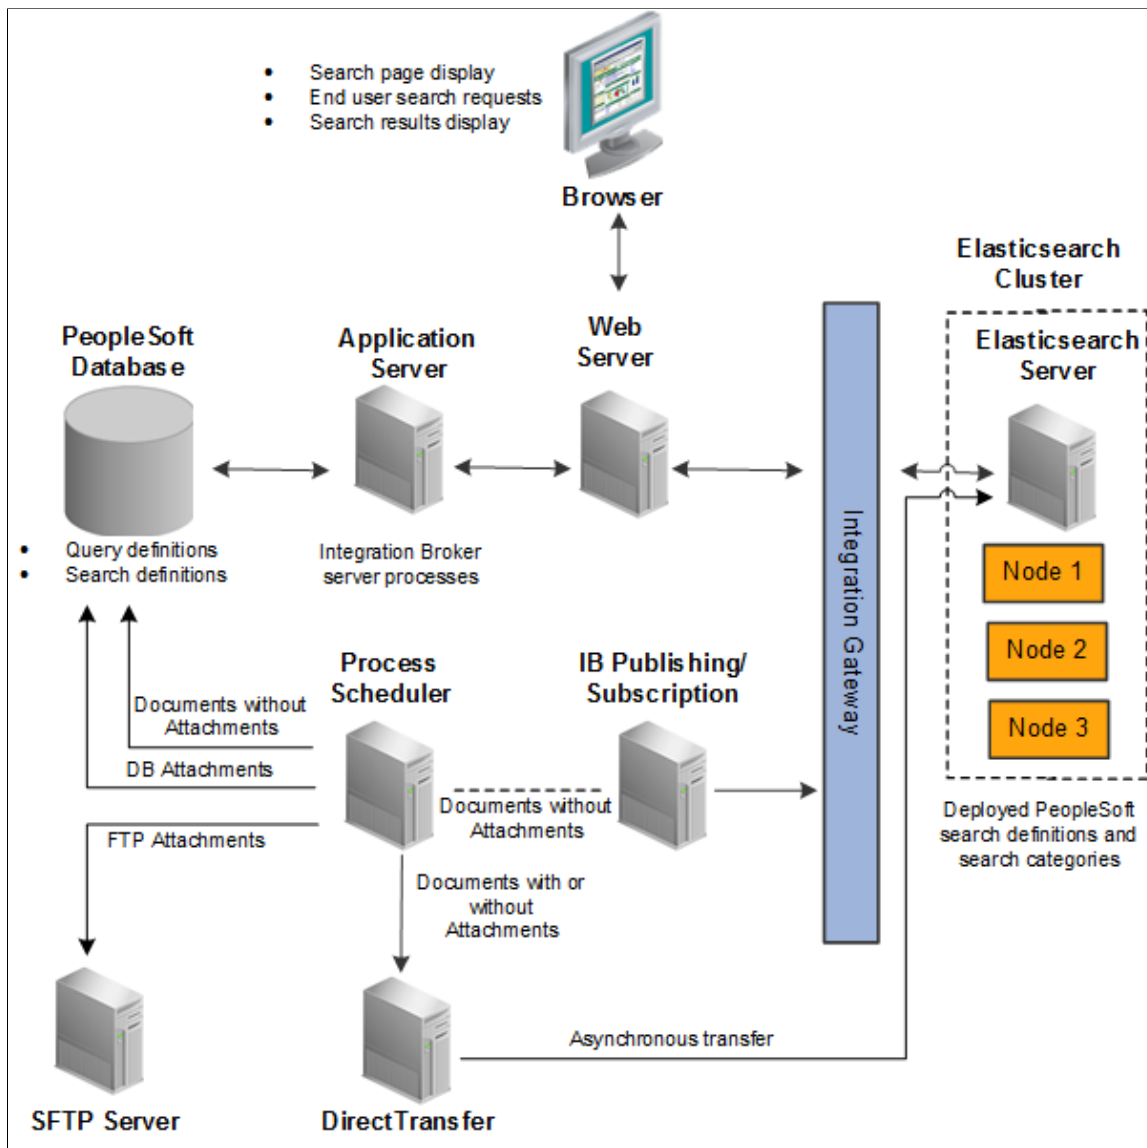 • Search page display
• End user search requests
• Search results display
Browser
Elasticsearch
Cluster
PeopleSoft
Database
Application
Server
Web
Server
Elasticsearch
Server
• Query definitions
• Search definitions
Integration Broker
server processes
Integration Gateway
Node 1
Node 2
Node 3
Process
Scheduler
IB Publishing/
Subscription
Documents without
Attachments
DB Attachments
FTP Attachments
Documents without
Attachments
Deployed PeopleSoft
search definitions and
search categories
Documents with or
without
Attachments
Asynchronous transfer
SFTP Server
DirectTransfer